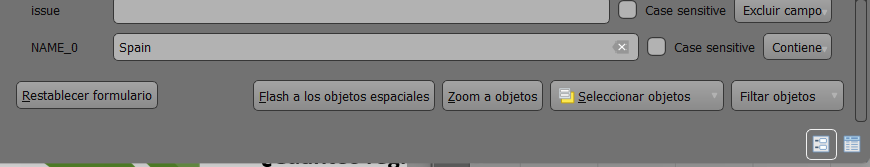 issue Case sensitive Excluir campo
NAME_0 Spain Case sensitive Contiene
Restablecer formulario Flash a los objetos espaciales Zoom a objetos Seleccionar objetos Filtrar objetos